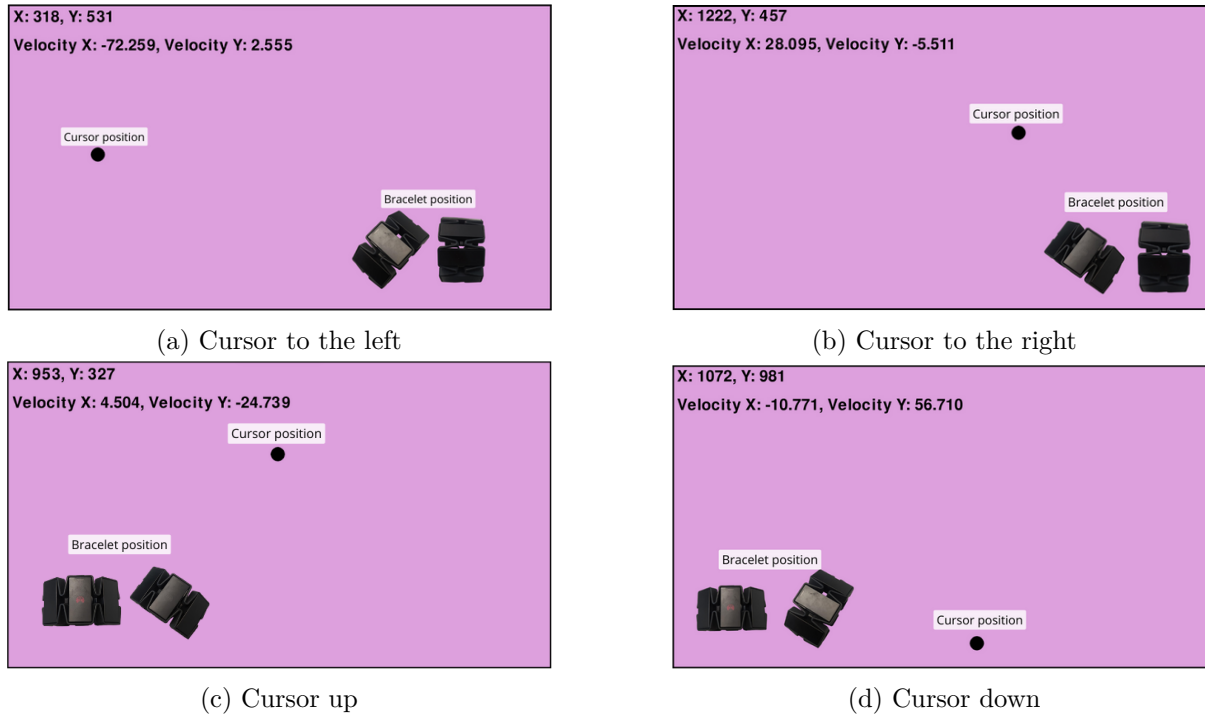 X: 318, Y: 531
Velocity X: -72.259, Velocity Y: 2.555
Cursor position
Bracelet position
(a) Cursor to the left
X: 1222, Y: 457
Velocity X: 28.095, Velocity Y: -5.511
Cursor position
Bracelet position
(b) Cursor to the right
X: 953, Y: 327
Velocity X: 4.504, Velocity Y: -24.739
Cursor position
Bracelet position
(c) Cursor up
X: 1072, Y: 981
Velocity X: -10.771, Velocity Y: 56.710
Bracelet position
Cursor position
(d) Cursor down